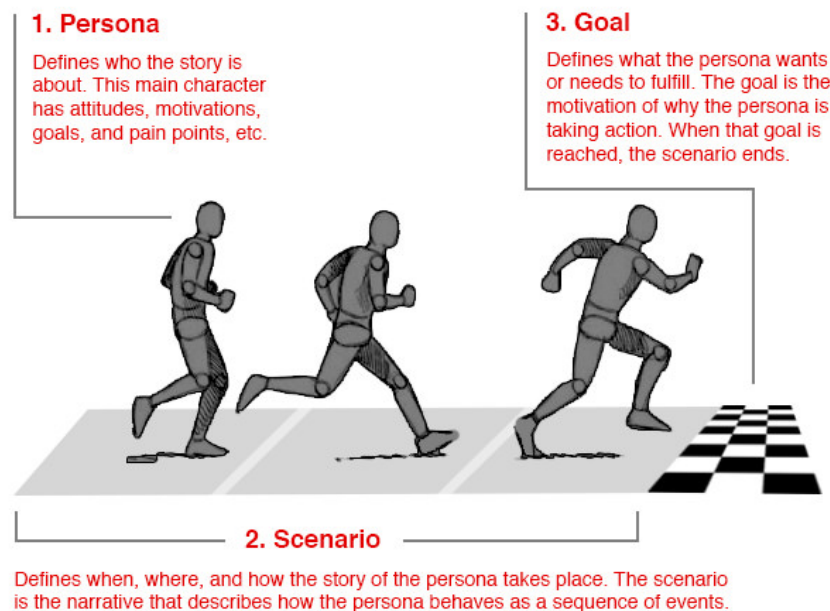 1. Persona
Defines who the story is
about. This main character
has attitudes, motivations,
goals, and pain points, etc.
3. Goal
Defines what the persona wants
or needs to fulfill. The goal is the
motivation of why the persona is
taking action. When that goal is
reached, the scenario ends.
2. Scenario
Defines when, where, and how the story of the persona takes place. The scenario
is the narrative that describes how the persona behaves as a sequence of events.